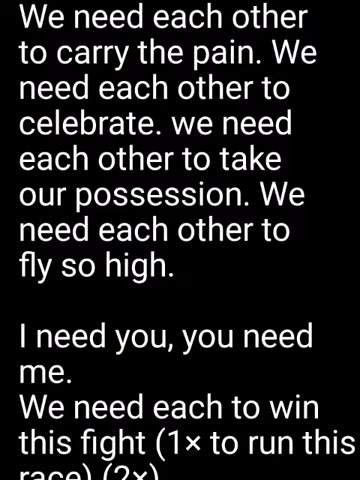 We need each other
to carry the pain. We
need each other to
celebrate. we need
each other to take
our possession. We
need each other to
fly so high.
I need you, you need
me.
We need each to win
this fight (1× to run this
race) (2×)